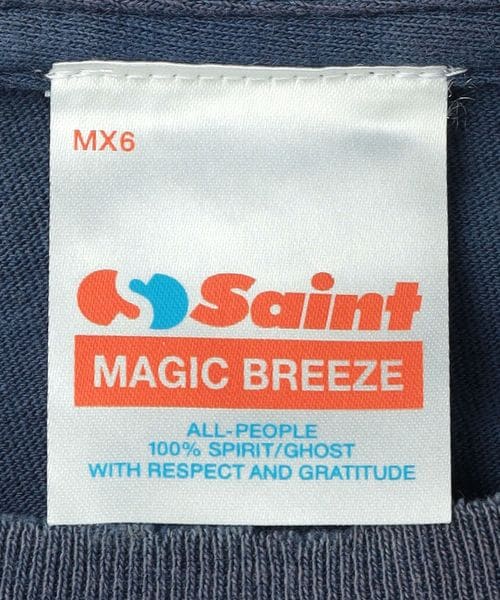 MX6
Saint
MAGIC BREEZE
ALL-PEOPLE
100% SPIRIT/GHOST
WITH RESPECT AND GRATITUDE